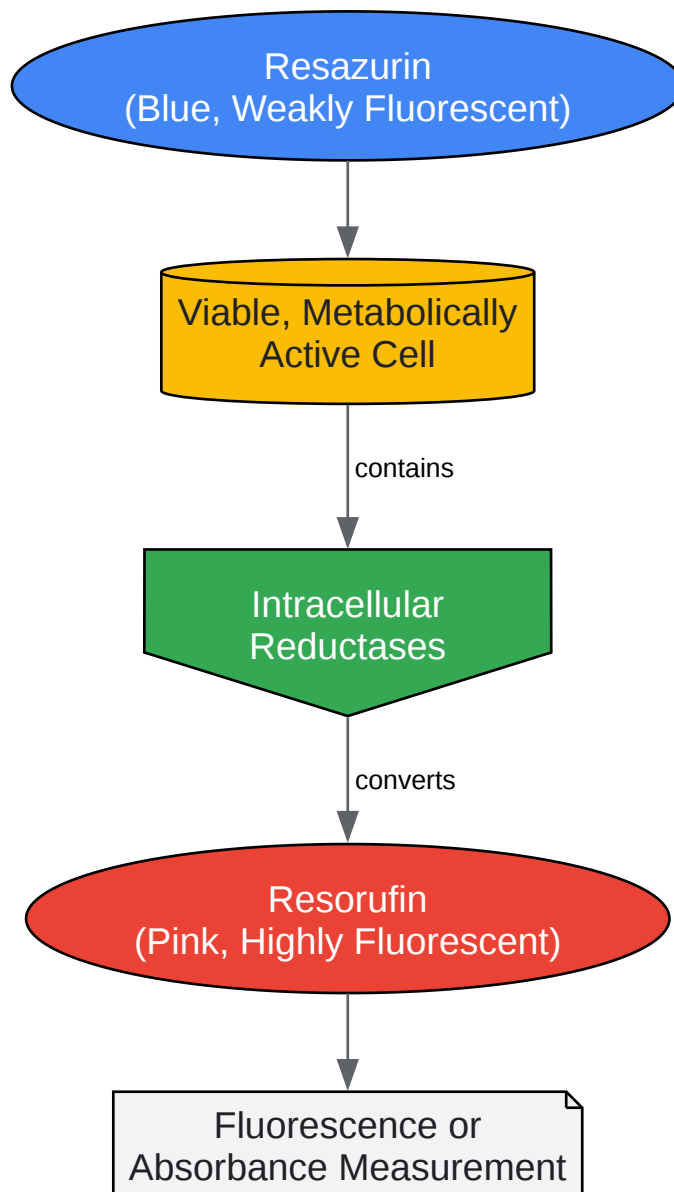 Resazurin
(Blue, Weakly Fluorescent)
Viable, Metabolically
Active Cell
contains
Intracellular
Reductases
converts
Resorufin
(Pink, Highly Fluorescent)
Fluorescence or
Absorbance Measurement